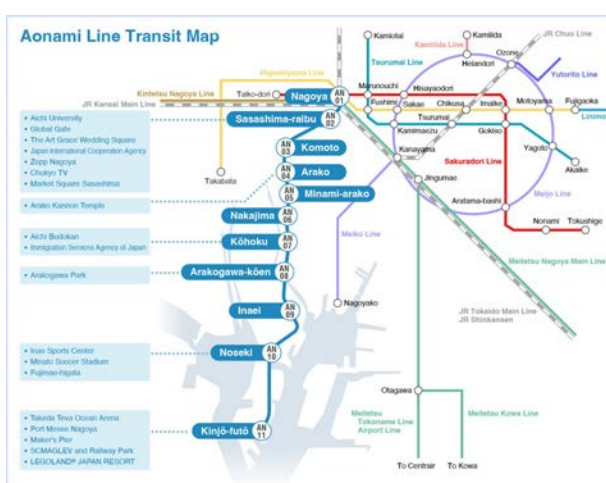 Aonami Line Transit Map
Kamiotai
Kamiiida
JR Chuo Line
Kamiiida Line
Ozone
Tsurumai Line
Heiandori
Yutorito Line
Higashiyama Line
Kintetsu Nagoya Line
Taiko-dori
Nagoya
AN
01
Marunouchi
Hisayaodori
JR Kansai Main Line
Fushimi
Sakae
Chikusa
Imaike
Motoyama
Fujigaoka
Linimo
Sasashima-raibu
AN
02
Tsurumai
Kamimaezu
Gokiso
Yagoto
Akaike
• Aichi University
• Global Gate
• The Art Grace Wedding Square
• Japan International Cooperation Agency
• Zepp Nagoya
• Chukyo TV
• Market Square Sasashima
AN
03
Komoto
Kanayama
AN
04
Arako
Sakuradori Line
Takabata
Jingumae
AN
05
Minami-arako
Meijo Line
• Arako Kannon Temple
Aratama-bashi
Nakajima
AN
06
Nonami
Tokushige
• Aichi Budokan
• Immigration Services Agency of Japan
Kōhoku
AN
07
Meiko Line
Meitetsu Nagoya Main Line
• Arakogawa Park
Arakogawa-kōen
AN
08
Nagoyako
Inaei
AN
09
JR Tokaido Main Line
JR Shinkansen
• Inae Sports Center
• Minato Soccer Stadium
• Fujimae-higata
Noseki
AN
10
Otagawa
Meitetsu
Tokoname Line
Airport Line
Meitetsu Kowa Line
• Takeda Teva Ocean Arena
• Port Messe Nagoya
• Maker's Pier
• SCMAGLEV and Railway Park
• LEGOLAND® JAPAN RESORT
Kinjō-futō
AN
11
To Centrair
To Kowa